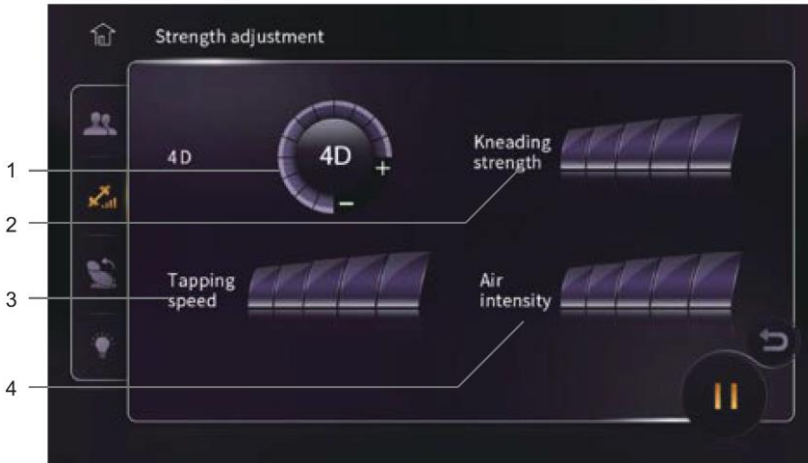 Strength adjustment
4D
4D
+
-
Kneading
strength
Tapping
speed
Air
intensity
1
2
3
4